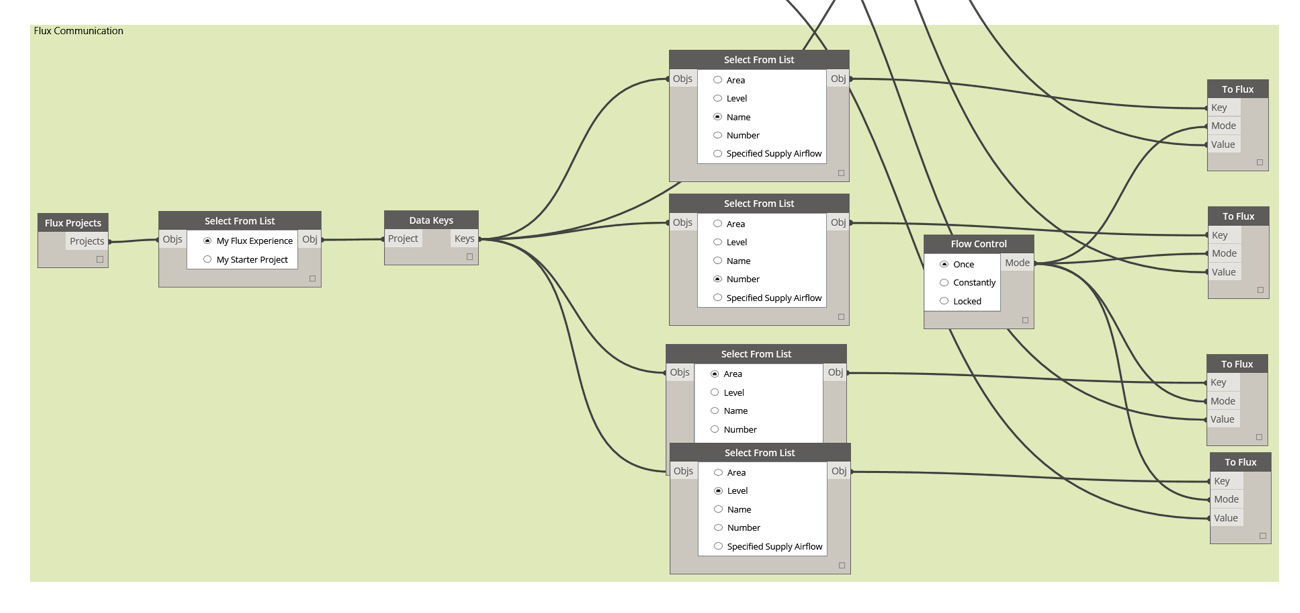 Flux Communication
Flux Projects
Projects
Select From List
Objs
My Flux Experience
Obj
My Starter Project
Data Keys
Project
Keys
Select From List
Objs
Area
Obj
Level
Name
Number
Specified Supply Airflow
Select From List
Objs
Area
Obj
Level
Name
Number
Specified Supply Airflow
Select From List
Objs
Area
Obj
Level
Name
Number
Select From List
Objs
Area
Obj
Level
Name
Number
Specified Supply Airflow
Flow Control
Once
Mode
Constantly
Locked
To Flux
Key
Mode
Value
To Flux
Key
Mode
Value
To Flux
Key
Mode
Value
To Flux
Key
Mode
Value